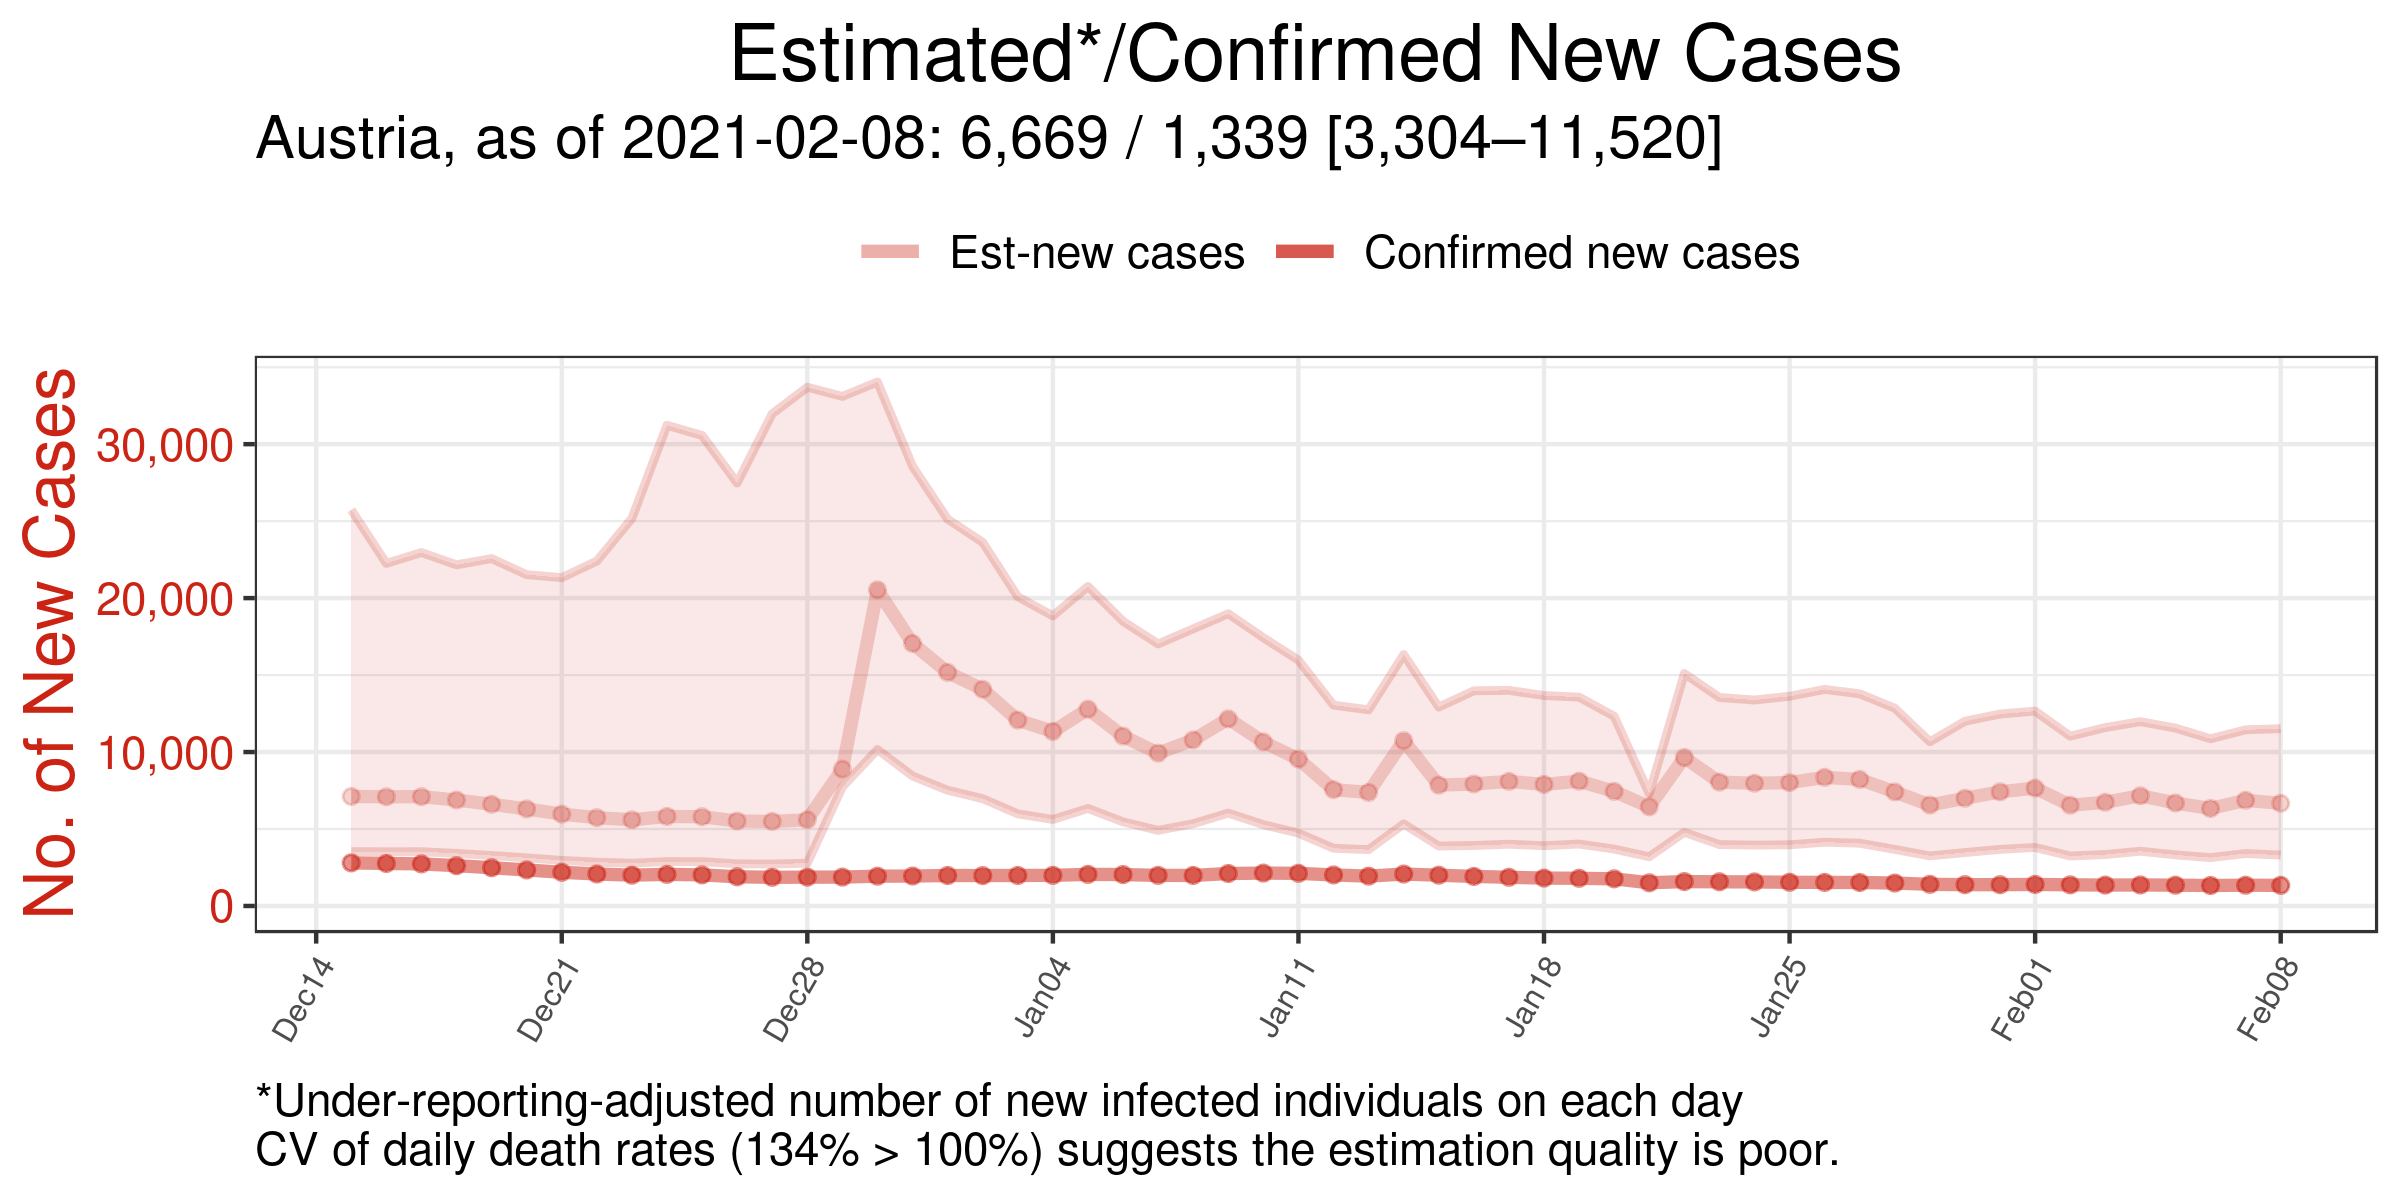 Estimated*/Confirmed New Cases
Austria, as of 2021-02-08: 6,669 / 1,339 [3,304–11,520]
Est-new cases
Confirmed new cases
No. of New Cases
30,000
20,000
10,000
0
Dec14
Dec21
Dec28
Jan04
Jan11
Jan18
Jan25
Feb01
Feb08
*Under-reporting-adjusted number of new infected individuals on each day
CV of daily death rates (134% > 100%) suggests the estimation quality is poor.